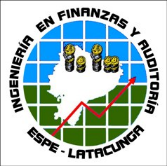 INGENIERÍA EN FINANZAS Y AUDITORÍA
ESPE - LATACUNGA